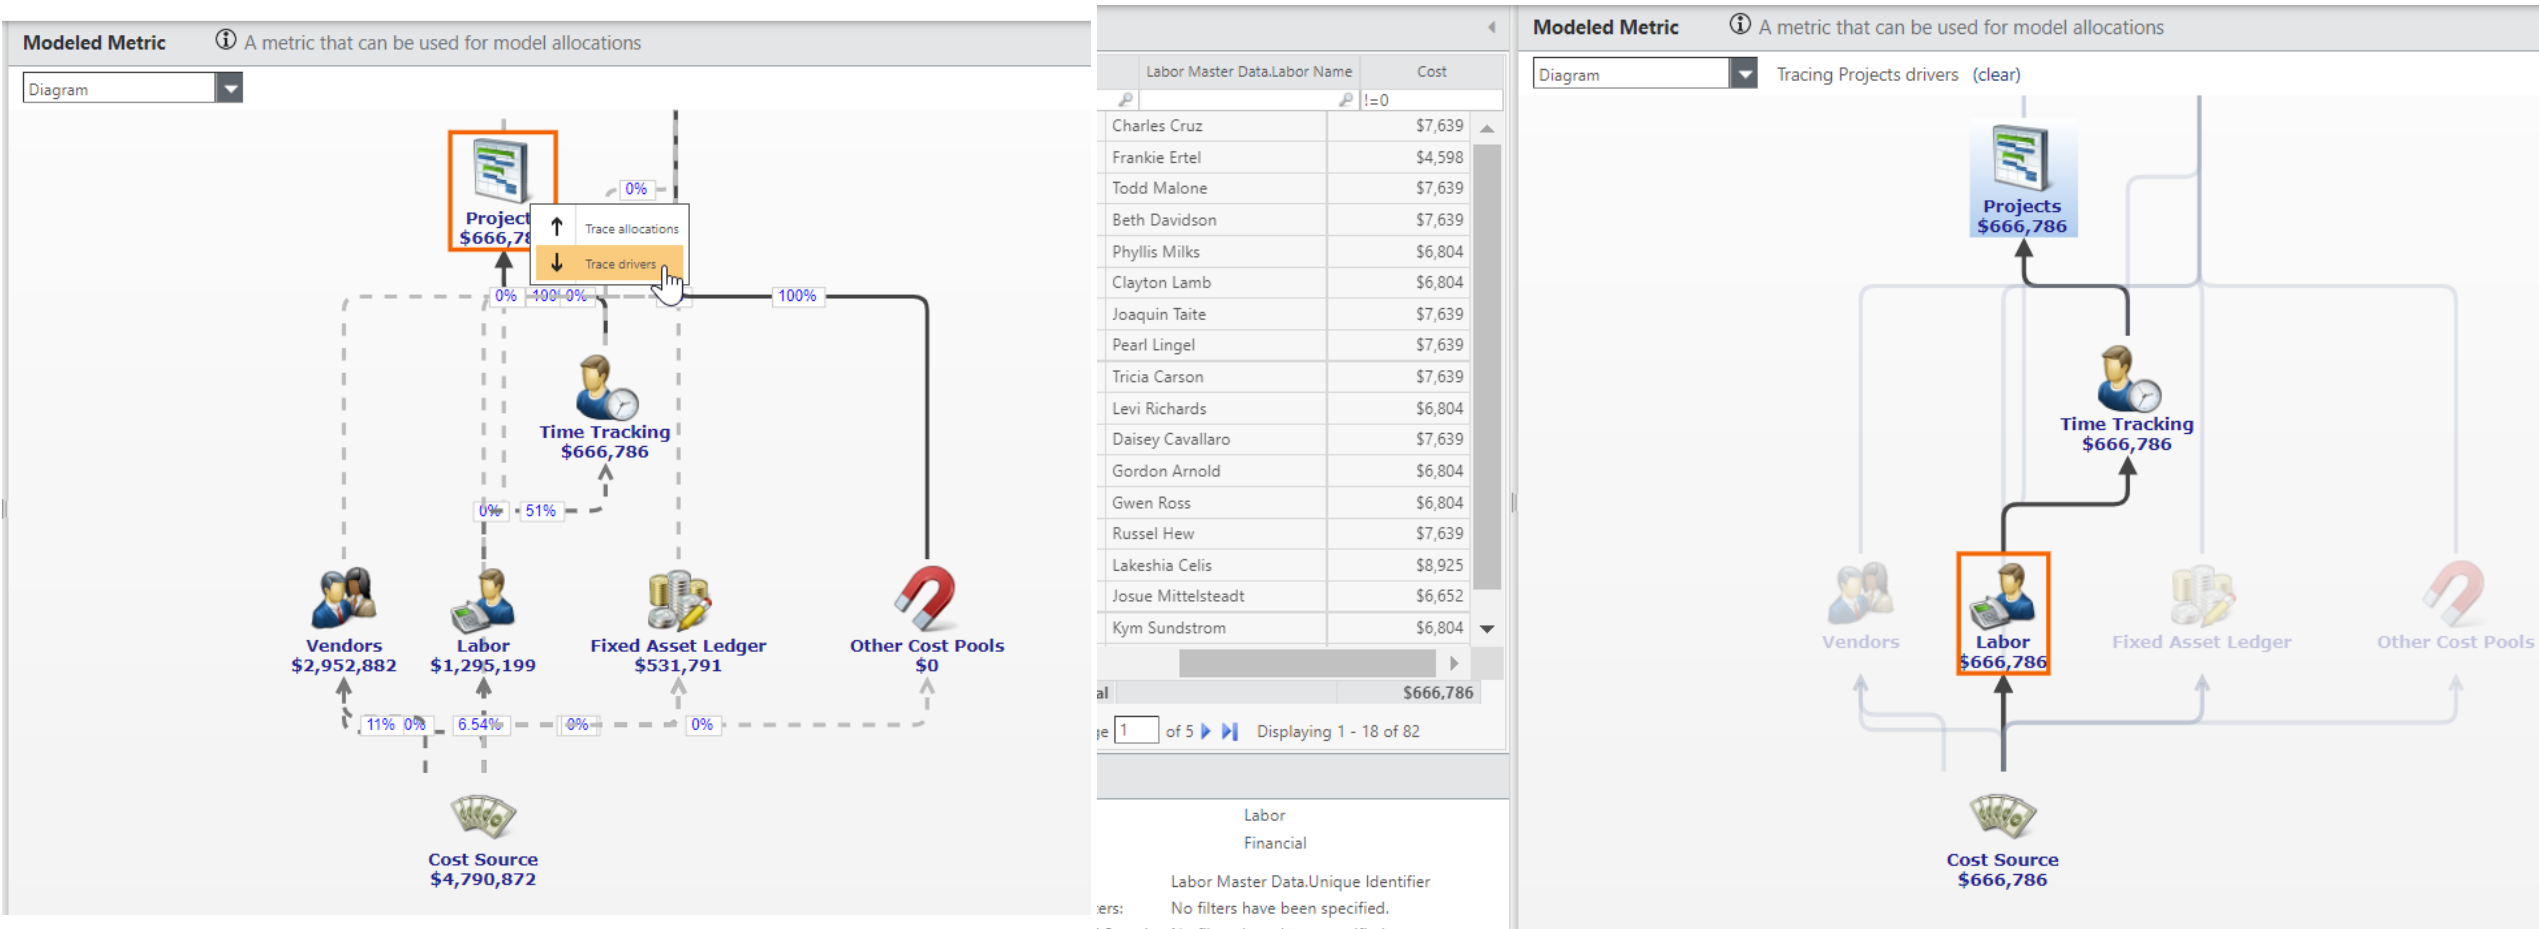 Modeled Metric
A metric that can be used for model allocations
Diagram
0%
Trace allocations
Trace drivers
$666,78
0%
0%
100%
Time Tracking
$666,786
0%
51%
Vendors
$2,952,882
Labor
$1,295,199
Fixed Asset Ledger
$531,791
Other Cost Pools
$0
11%
0%
6.54%
0%
0%
Cost Source
$4,790,872
Labor Master Data.Labor Name
Cost
!=0
Charles Cruz $7,639
Frankie Ertel $4,598
Todd Malone $7,639
Beth Davidson $7,639
Phyllis Milks $6,804
Clayton Lamb $6,804
Joaquin Taite $7,639
Pearl Lingel $7,639
Tricia Carson $7,639
Levi Richards $6,804
Daisey Cavallaro $7,639
Gordon Arnold $6,804
Gwen Ross $6,804
Russel Hew $7,639
Lakeshia Celis $8,925
Josue Mittelsteadt $6,652
Kym Sundstrom $6,804
$666,786
1 of 5 Displaying 1 - 18 of 82
Labor
Financial
Labor Master Data.Unique Identifier
No filters have been specified.
Modeled Metric
A metric that can be used for model allocations
Diagram
Tracing Projects drivers (clear)
Projects
$666,786
Time Tracking
$666,786
Vendors
Labor
$666,786
Fixed Asset Ledger
Other Cost Pools
Cost Source
$666,786